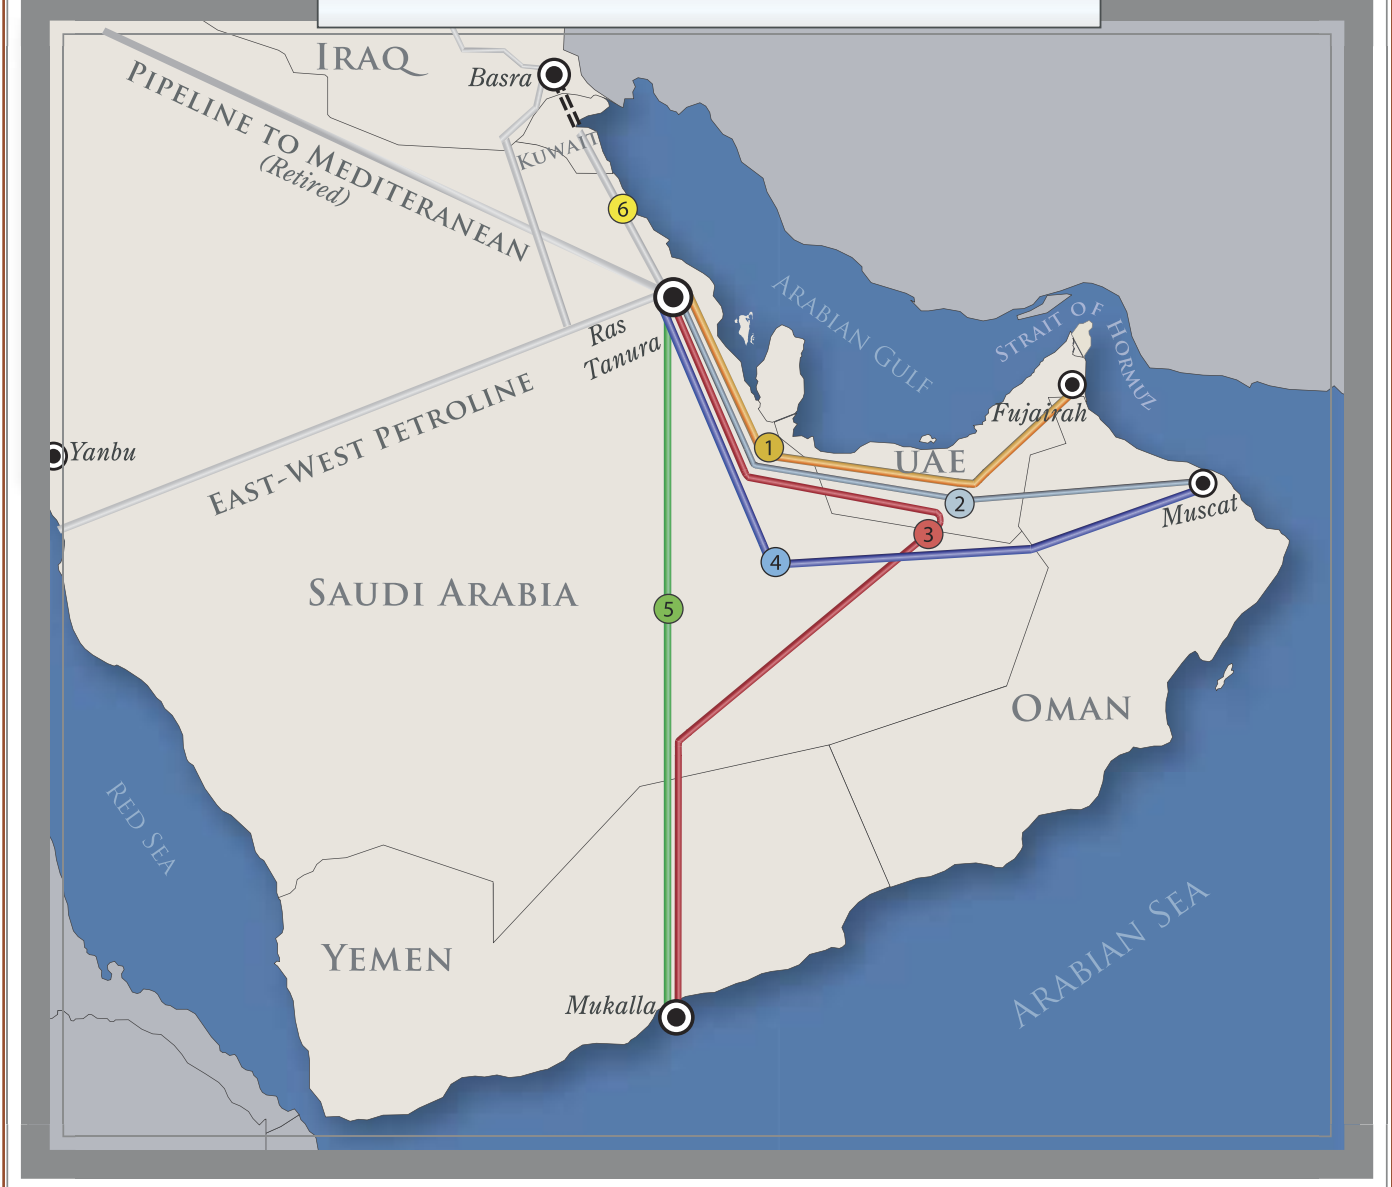 IRAQ
Basra
PIPELINE TO MEDITERANEAN
(Retired)
KUWAIT
6
ARABIAN GULF
STRAIT OF HORMUZ
Ras
Tanura
EAST-WEST PETROLINE
Yanbu
Fujairah
1
UAE
2
Muscat
3
4
SAUDI ARABIA
5
OMAN
RED SEA
YEMEN
ARABIAN SEA
Mukalla